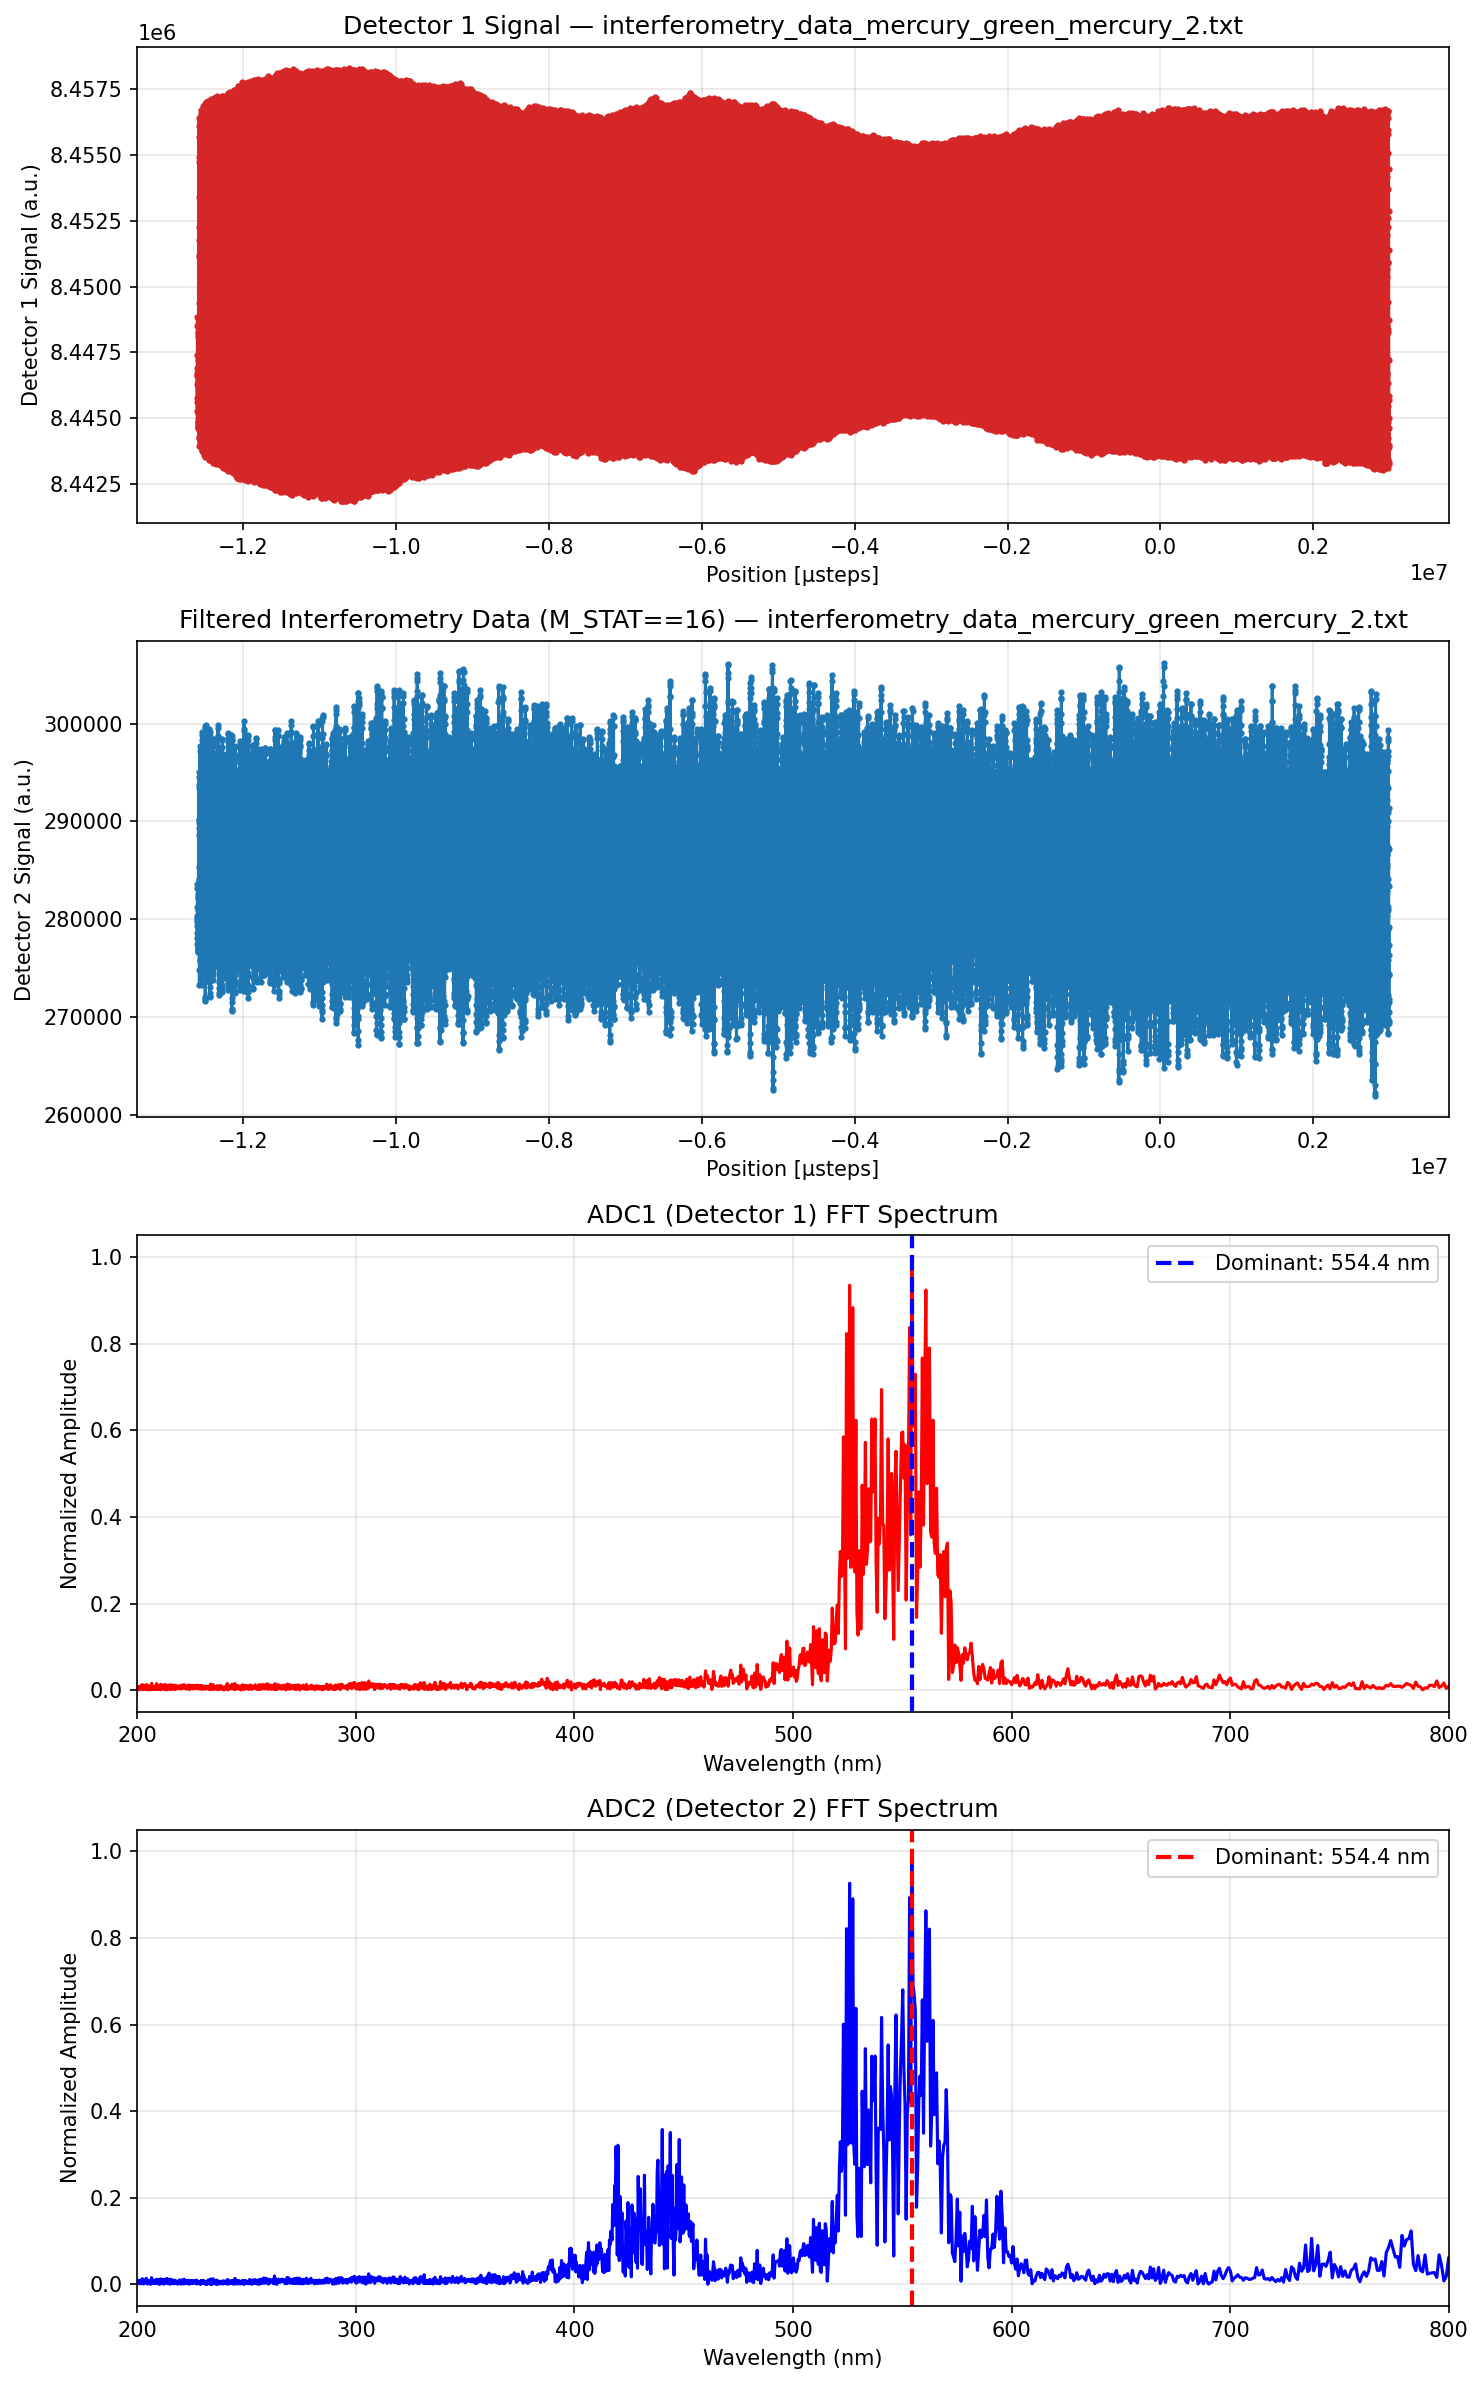 Detector 1 Signal — interferometry_data_mercury_green_mercury_2.txt
1e6
8.4575
8.4550
8.4525
8.4500
8.4475
8.4450
8.4425
Detector 1 Signal (a.u.)
−1.2 −1.0 −0.8 −0.6 −0.4 −0.2 0.0 0.2
Position [µsteps]
1e7
Filtered Interferometry Data (M_STAT==16) — interferometry_data_mercury_green_mercury_2.txt
300000
290000
280000
270000
260000
Detector 2 Signal (a.u.)
−1.2 −1.0 −0.8 −0.6 −0.4 −0.2 0.0 0.2
Position [µsteps]
1e7
ADC1 (Detector 1) FFT Spectrum
Dominant: 554.4 nm
1.0
0.8
0.6
0.4
0.2
0.0
Normalized Amplitude
200 300 400 500 600 700 800
Wavelength (nm)
ADC2 (Detector 2) FFT Spectrum
Dominant: 554.4 nm
1.0
0.8
0.6
0.4
0.2
0.0
Normalized Amplitude
200 300 400 500 600 700 800
Wavelength (nm)